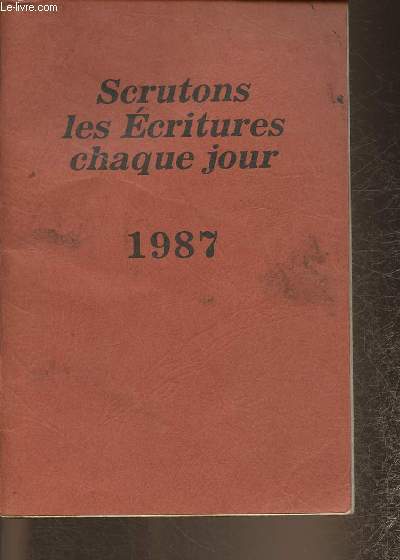 Le-livre.com
Scrutons
les Écritures
chaque jour
1987